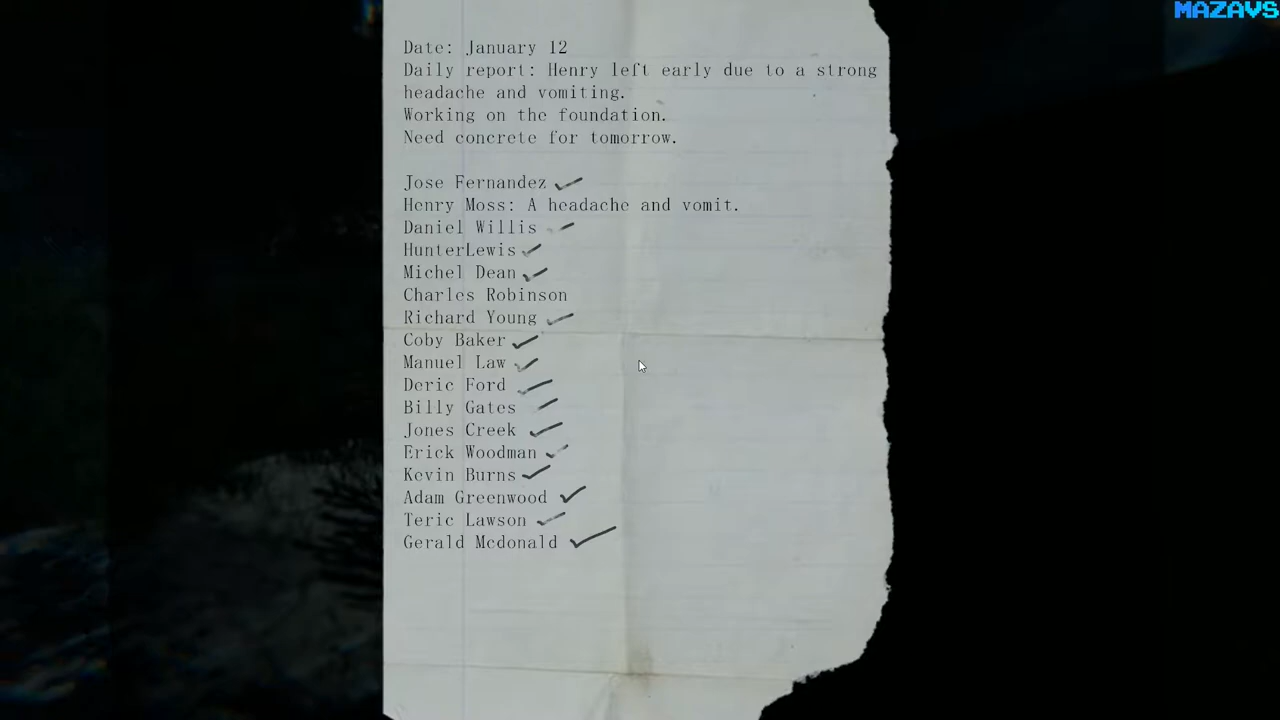 MAZAVS
Date: January 12
Daily report: Henry left early due to a strong
headache and vomiting.
Working on the foundation.
Need concrete for tomorrow.
Jose Fernandez
Henry Moss: A headache and vomit.
Daniel Willis
HunterLewis
Michel Dean
Charles Robinson
Richard Young
Coby Baker
Manuel Law
Deric Ford
Billy Gates
Jones Creek
Erick Woodman
Kevin Burns
Adam Greenwood
Teric Lawson
Gerald Mcdonald